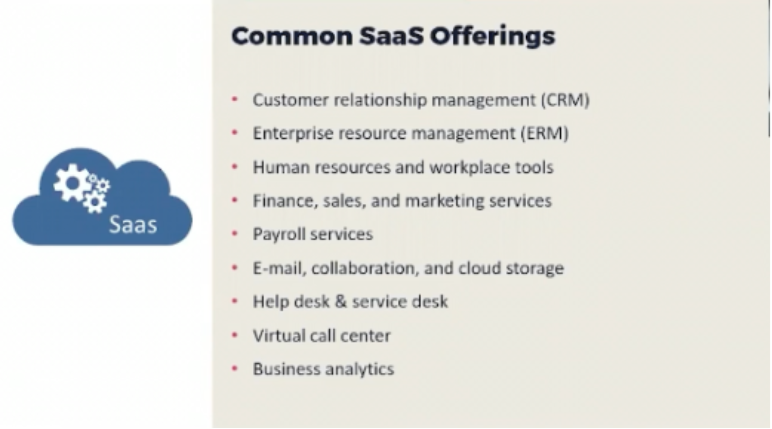 Common SaaS Offerings
• Customer relationship management (CRM)
• Enterprise resource management (ERM)
• Human resources and workplace tools
• Finance, sales, and marketing services
• Payroll services
• E-mail, collaboration, and cloud storage
• Help desk & service desk
• Virtual call center
• Business analytics
Saas